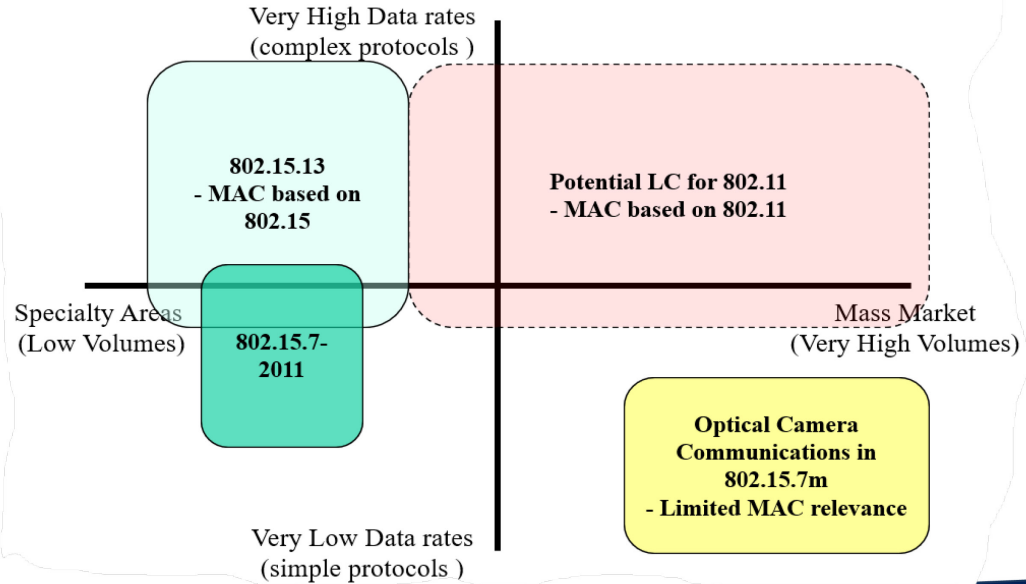 Very High Data rates
(complex protocols )
802.15.13
- MAC based on
802.15
Potential LC for 802.11
- MAC based on 802.11
Specialty Areas
(Low Volumes)
802.15.7-
2011
Mass Market
(Very High Volumes)
Optical Camera
Communications in
802.15.7m
- Limited MAC relevance
Very Low Data rates
(simple protocols )